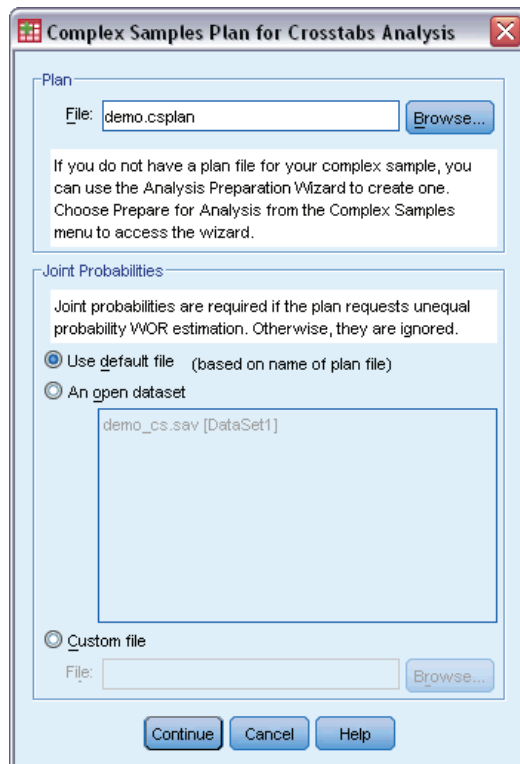 Complex Samples Plan for Crosstabs Analysis
Plan
File: demo.csplan Browse...
If you do not have a plan file for your complex sample, you
can use the Analysis Preparation Wizard to create one.
Choose Prepare for Analysis from the Complex Samples
menu to access the wizard.
Joint Probabilities
Joint probabilities are required if the plan requests unequal
probability WOR estimation. Otherwise, they are ignored.
Use default file (based on name of plan file)
An open dataset
demo_cs.sav [DataSet1]
Custom file
File: Browse...
Continue Cancel Help